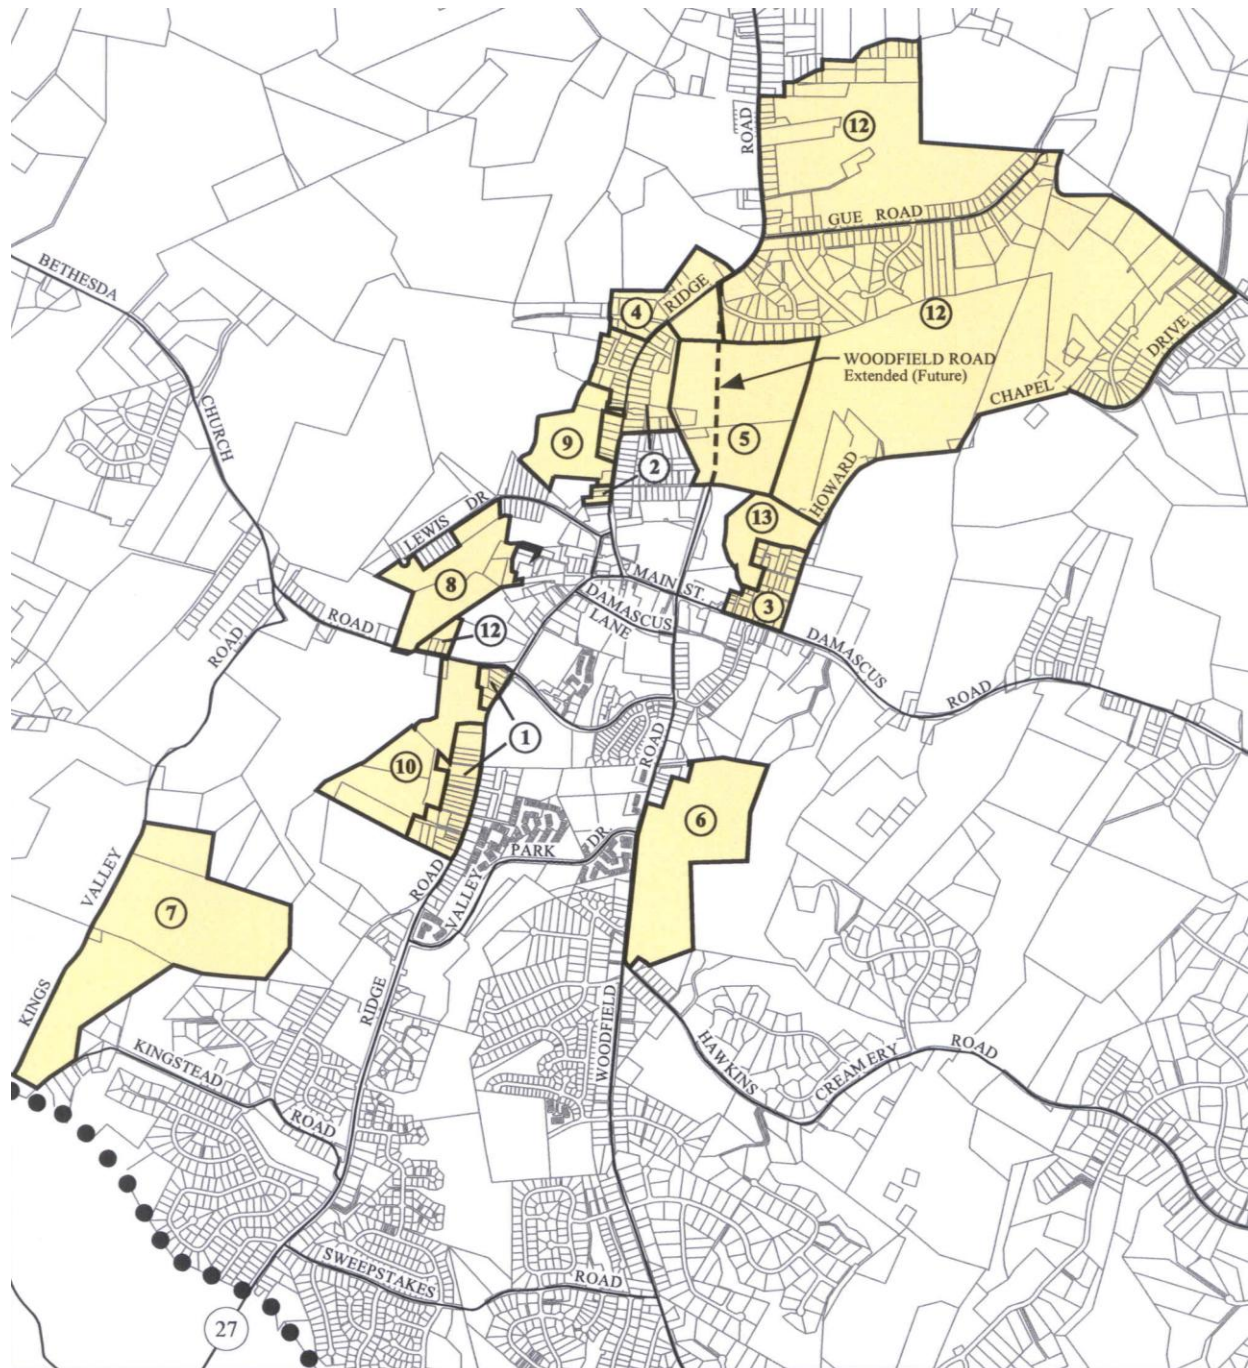 ROAD
12
GUE ROAD
BETHESDA
RIDGE
4
12
DRIVE
WOODFIELD ROAD
Extended (Future)
CHAPEL
CHURCH
9
5
2
HOWARD
LEWIS DR
13
MAIN ST.
8
DAMASCUS
LANE
3
ROAD
12
DAMASCUS
ROAD
ROAD
1
ROAD
10
6
PARK
DR.
VALLEY
ROAD
VALLEY
7
KINGS
RIDGE
WOODFIELD
KINGSTEAD
ROAD
HAWKINS
CREAMERY
ROAD
SWEEPSTAKES
ROAD
27